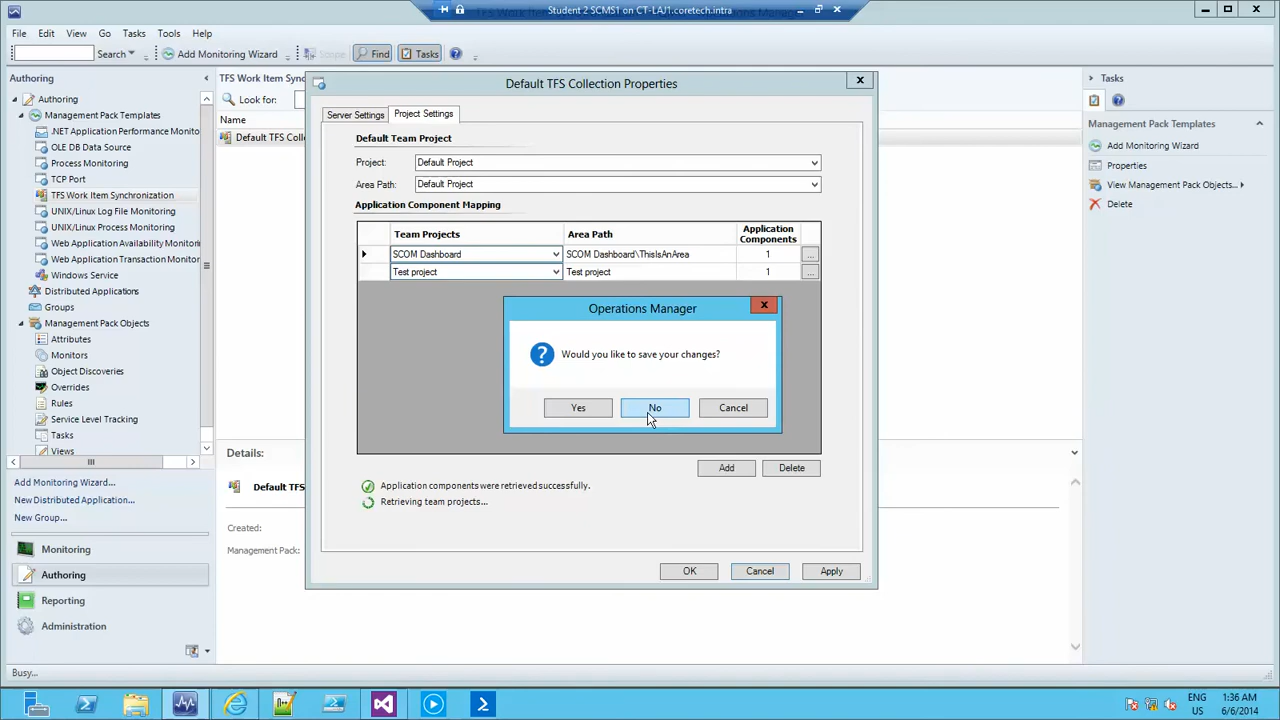 Student 2 SCMS1 on CT-LAJ1.coretech.intra
File Edit View Go Tasks Tools Help
Search Add Monitoring Wizard Scope Find Tasks
Authoring
Authoring
Management Pack Templates
.NET Application Performance Monito
OLE DB Data Source
Process Monitoring
TCP Port
TFS Work Item Synchronization
UNIX/Linux Log File Monitoring
UNIX/Linux Process Monitoring
Web Application Availability Monitor
Web Application Transaction Monitor
Windows Service
Distributed Applications
Groups
Management Pack Objects
Attributes
Monitors
Object Discoveries
Overrides
Rules
Service Level Tracking
Tasks
Views
Add Monitoring Wizard...
New Distributed Application...
New Group...
Monitoring
Authoring
Reporting
Administration
Busy...
TFS Work Item Sync
Look for:
Name
Default TFS Colle
Details:
Default TFS
Created:
Management Pack:
Default TFS Collection Properties
Server Settings Project Settings
Default Team Project
Project: Default Project
Area Path: Default Project
Application Component Mapping
Team Projects Area Path Application Components
SCOM Dashboard SCOM Dashboard\ThisIsAnArea 1 ...
Test project Test project 1 ...
Operations Manager
Would you like to save your changes?
Yes No Cancel
Add Delete
Application components were retrieved successfully.
Retrieving team projects...
OK Cancel Apply
Tasks
Management Pack Templates
Add Monitoring Wizard
Properties
View Management Pack Objects...
Delete
ENG
US
1:36 AM
6/6/2014